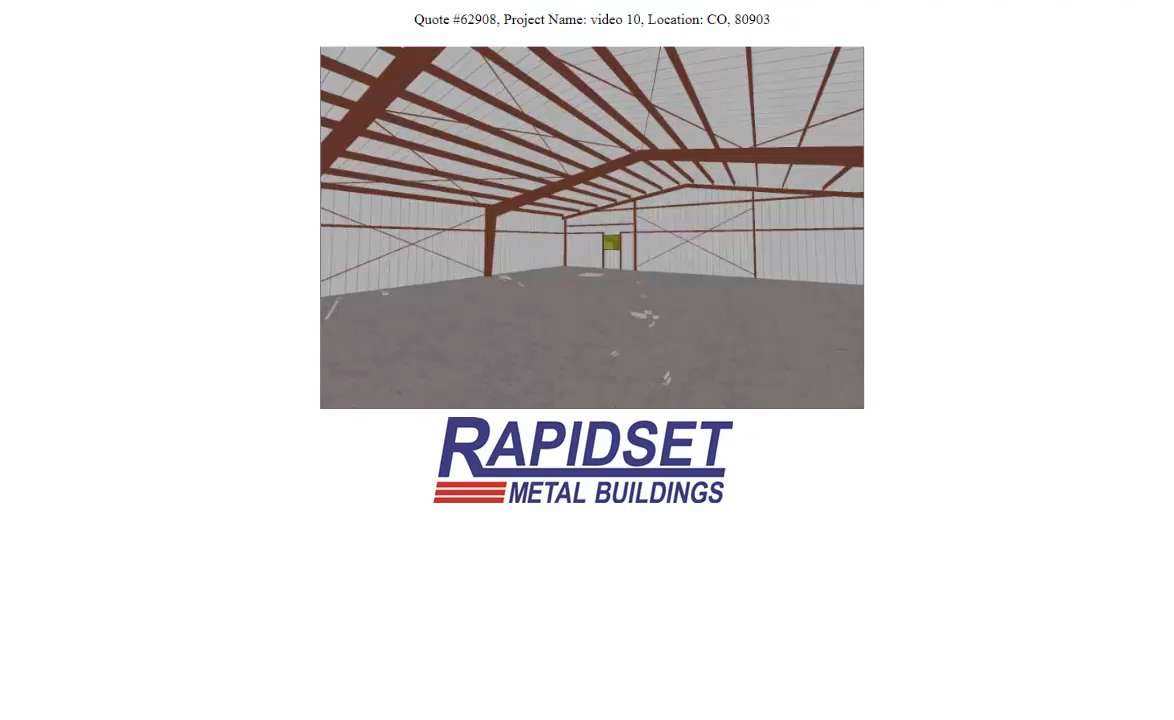 Quote #62908, Project Name: video 10, Location: CO, 80903
RAPIDSET
METAL BUILDINGS